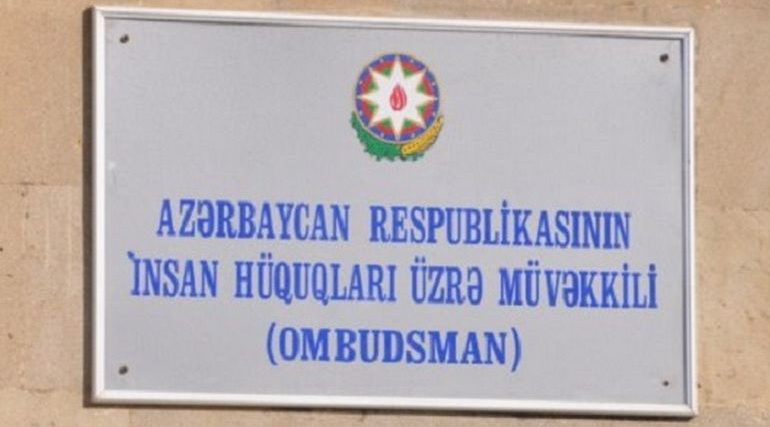 AZƏRBAYCAN RESPUBLİKASININ
İNSAN HÜQUQLARI ÜZRƏ MÜVƏKKİLİ
(OMBUDSMAN)